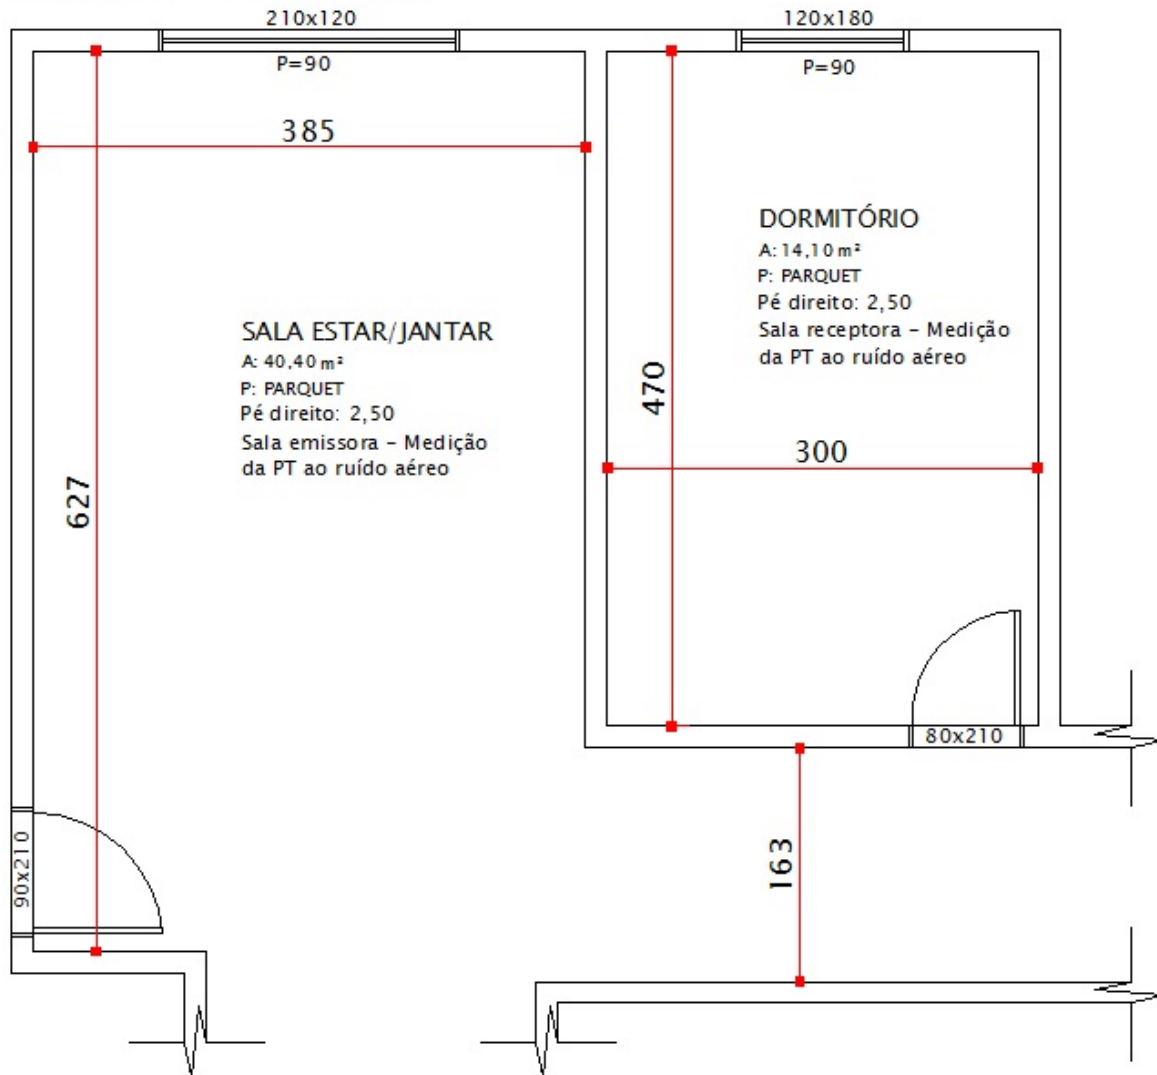 210x120
120x180
P=90
P=90
385
DORMITÓRIO
A: 14,10 m²
P: PARQUET
Pé direito: 2,50
Sala receptora – Medição
da PT ao ruído aéreo
SALA ESTAR/JANTAR
A: 40,40 m²
P: PARQUET
Pé direito: 2,50
Sala emissora – Medição
da PT ao ruído aéreo
470
300
627
80x210
90x210
163